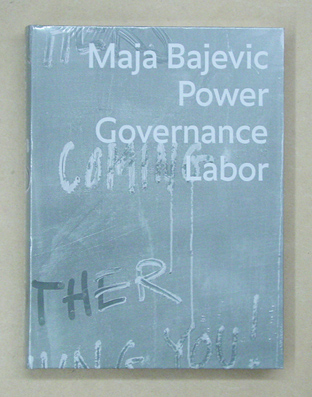 Maja Bajevic
Power
Governance
COMING
Labor
THER
YOU!